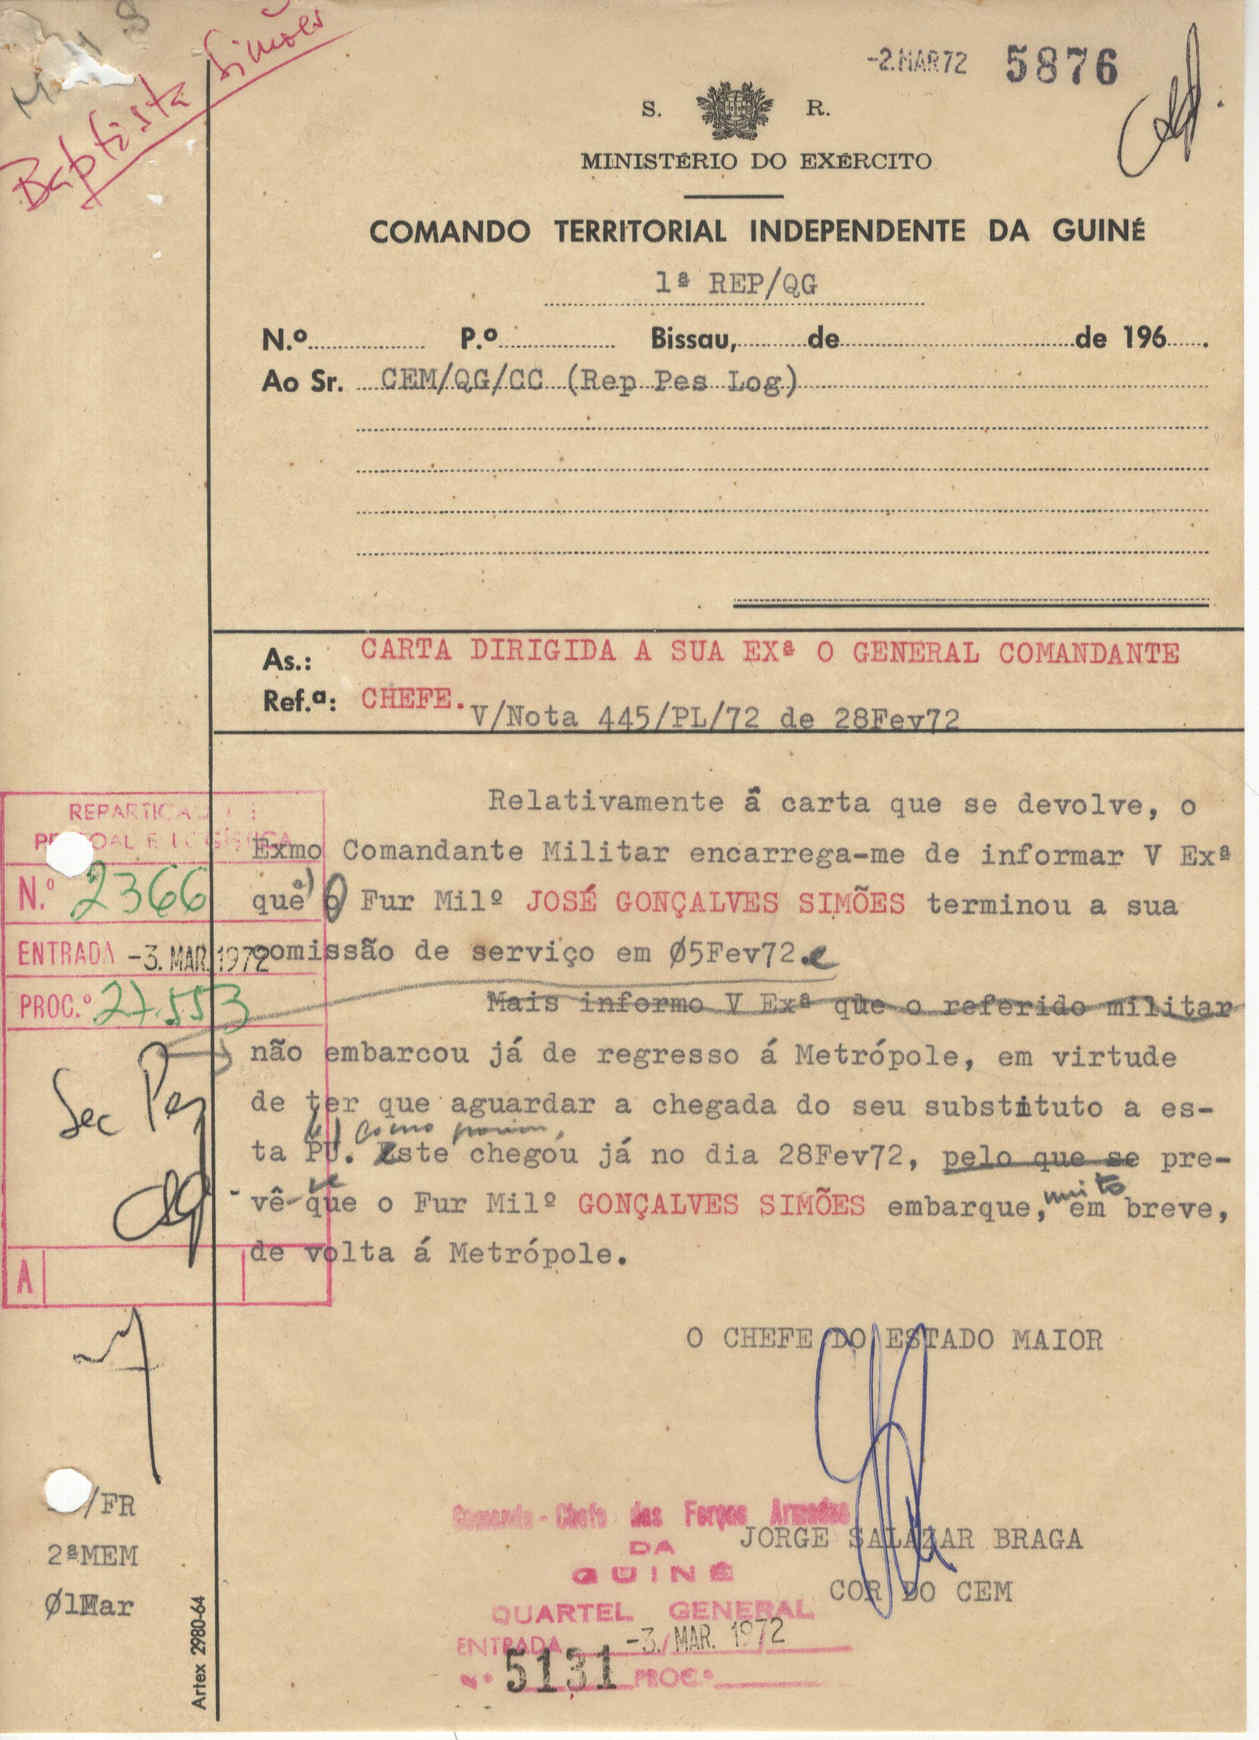 Baptista Simões
-2.MAR72 5876
S. R.
MINISTÉRIO DO EXÉRCITO
COMANDO TERRITORIAL INDEPENDENTE DA GUINÉ
1ª REP/QG
N.º P.º Bissau, de de 196 .
Ao Sr. CEM/QG/CC (Rep Pes Log)
As.: CARTA DIRIGIDA A SUA EXª O GENERAL COMANDANTE
Ref.ª: CHEFE. V/Nota 445/PL/72 de 28Fev72
Relativamente á carta que se devolve, o
Exmo Comandante Militar encarrega-me de informar V Exª
que o Fur Milº JOSÉ GONÇALVES SIMÕES terminou a sua
comissão de serviço em Ø5Fev72. e
Mais informo V Exª que o referido militar
não embarcou já de regresso á Metrópole, em virtude
de ter que aguardar a chegada do seu substituto a es-
como porém,
ta PU. Este chegou já no dia 28Fev72, pelo que se pre-
se muito
vê que o Fur Milº GONÇALVES SIMÕES embarque, em breve,
de volta á Metrópole.
REPARTIÇÃO DE
PESSOAL E LOGÍSTICA
N.º 2366
ENTRADA -3. MAR. 1972
PROC.º 27.553
Sec Pes
A
O CHEFE DO ESTADO MAIOR
JORGE SALAZAR BRAGA
COR DO CEM
Comando-Chefe das Forças Armadas
DA
GUINÉ
QUARTEL GENERAL
ENTRADA -3./MAR. 1972
N.º 5131 PROC.º
/FR
2ªMEM
Ø1Mar
Artex 2980-64